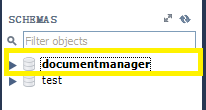 SCHEMAS
Filter objects
documentmanager
test